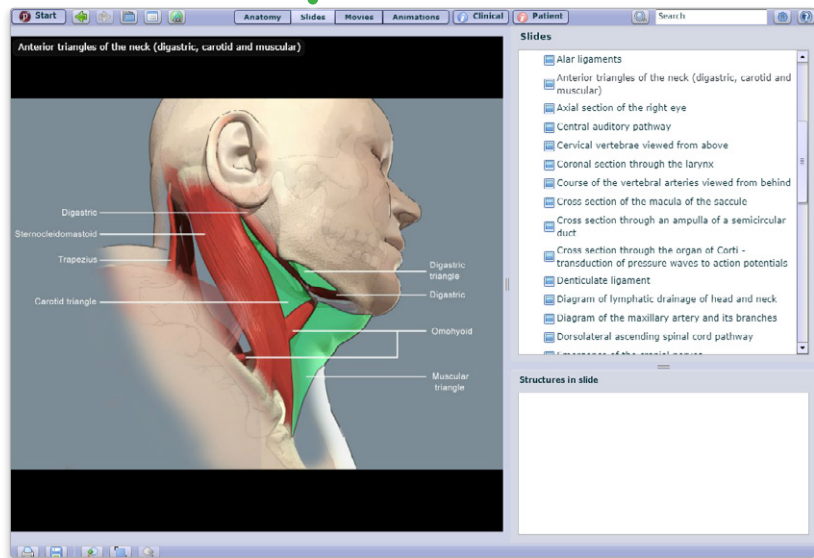 Start
Anatomy
Slides
Movies
Animations
Clinical
Patient
Search
Anterior triangles of the neck (digastric, carotid and muscular)
Digastric
Sternocleidomastoid
Trapezius
Carotid triangle
Digastric
triangle
Digastric
Omohyoid
Muscular
triangle
Slides
Alar ligaments
Anterior triangles of the neck (digastric, carotid and
muscular)
Axial section of the right eye
Central auditory pathway
Cervical vertebrae viewed from above
Coronal section through the larynx
Course of the vertebral arteries viewed from behind
Cross section of the macula of the saccule
Cross section through an ampulla of a semicircular
duct
Cross section through the organ of Corti -
transduction of pressure waves to action potentials
Denticulate ligament
Diagram of lymphatic drainage of head and neck
Diagram of the maxillary artery and its branches
Dorsolateral ascending spinal cord pathway
Structures in slide